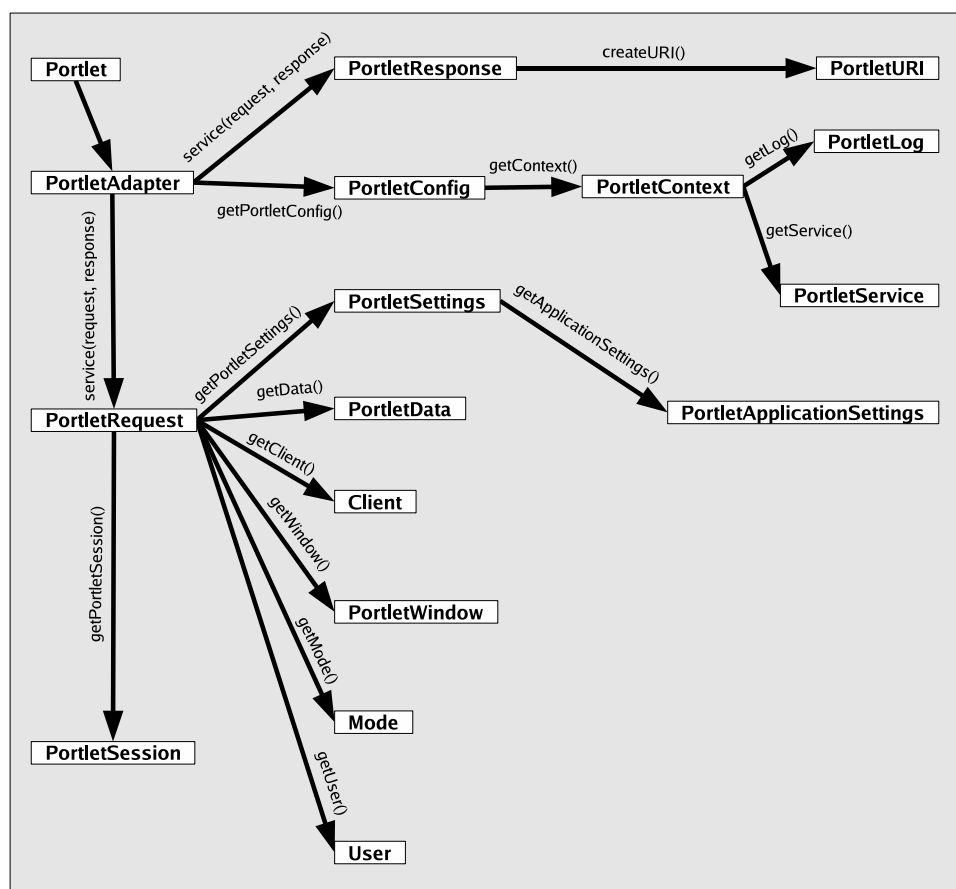 Portlet
service(request, response)
PortletResponse
createURI()
PortletURI
PortletAdapter
getPortletConfig()
PortletConfig
getContext()
PortletContext
getLog()
PortletLog
getService()
PortletService
service(request, response)
PortletRequest
getPortletSettings()
PortletSettings
getApplicationSettings()
PortletApplicationSettings
getData()
PortletData
getClient()
Client
getWindow()
PortletWindow
getMode()
Mode
getUser()
User
getPortletSession()
PortletSession